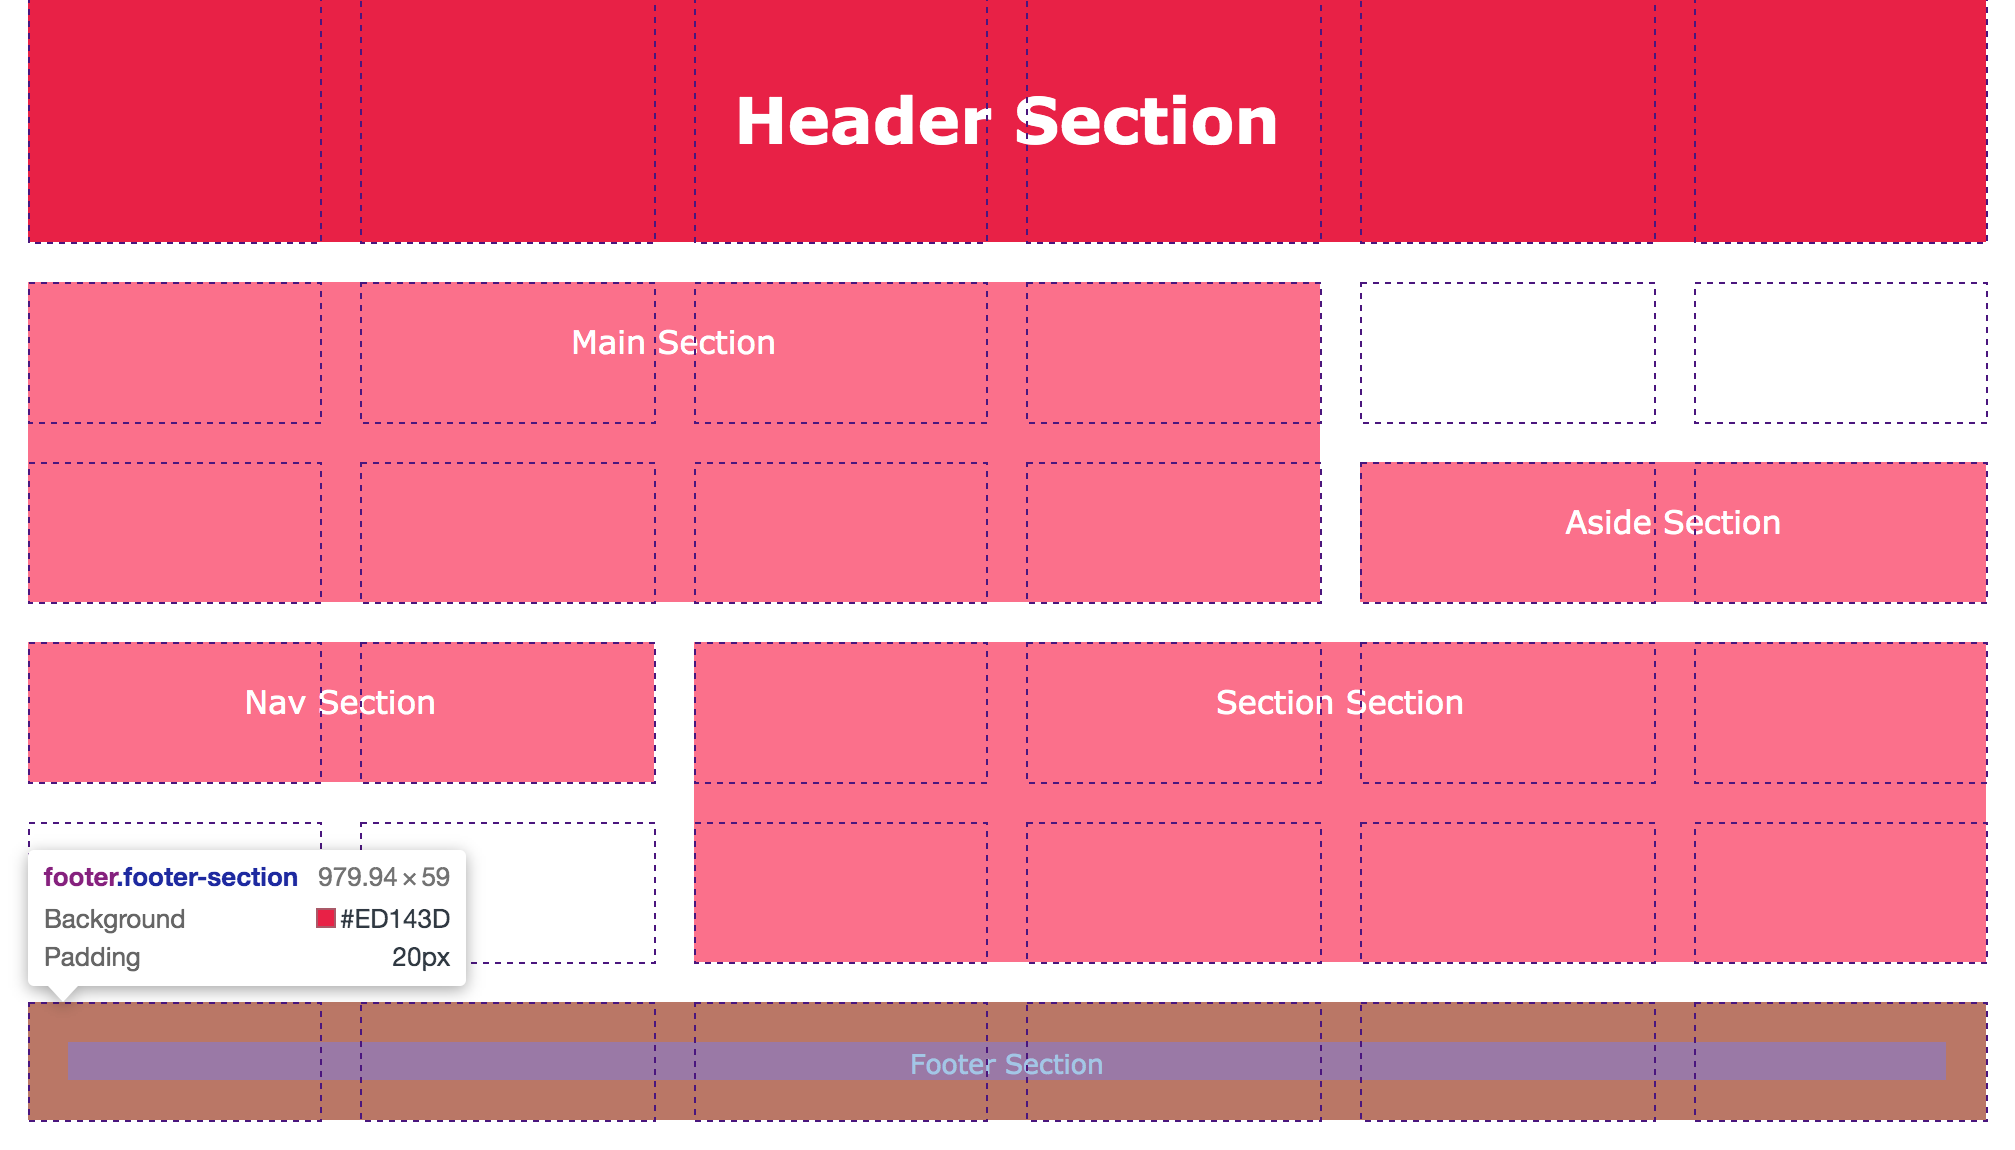 Header Section
Main Section
Aside Section
Nav Section
Section Section
footer.footer-section 979.94 × 59
Background #ED143D
Padding 20px
Footer Section